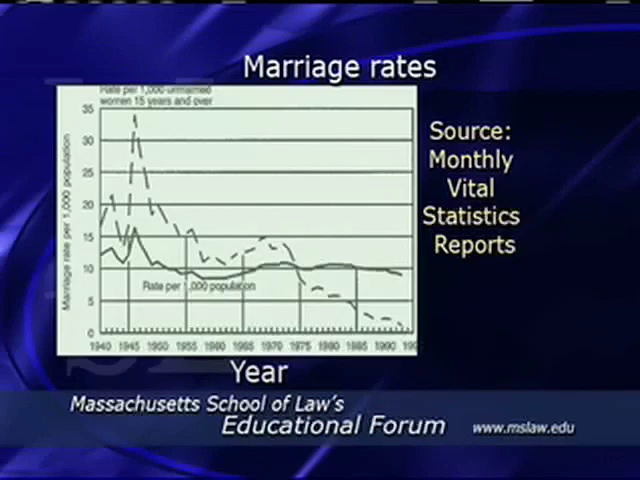 Marriage rates
Rate per 1,000 unmarried
women 15 years and over
35
30
25
20
15
10
5
0
Marriage rate per 1,000 population
Rate per 1,000 population
1940 1945 1950 1955 1960 1965 1970 1975 1980 1985 1990
Year
Source:
Monthly
Vital
Statistics
Reports
Massachusetts School of Law's
Educational Forum
www.mslaw.edu